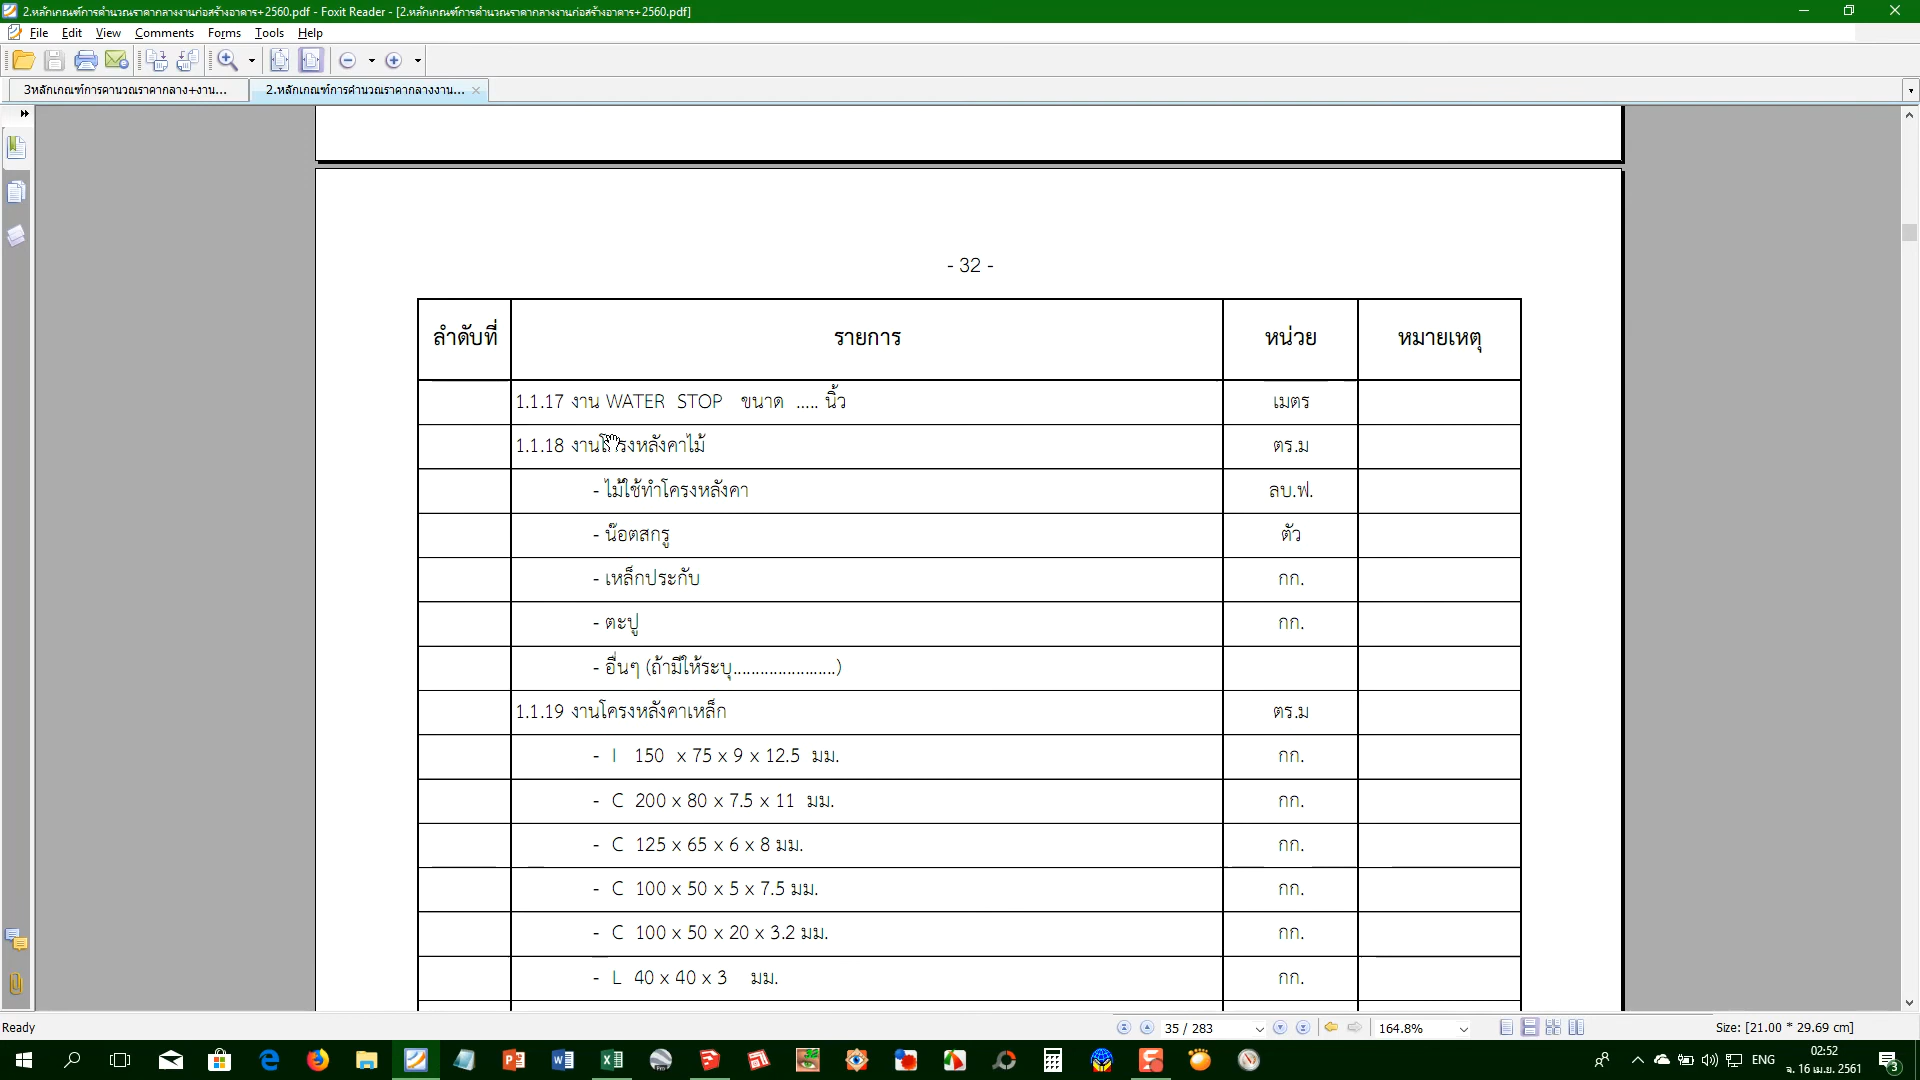 2.หลักเกณฑ์การคำนวณราคากลางงานก่อสร้างอาคาร+2560.pdf - Foxit Reader - [2.หลักเกณฑ์การคำนวณราคากลางงานก่อสร้างอาคาร+2560.pdf]
File Edit View Comments Forms Tools Help
3หลักเกณฑ์การคานวณราคากลาง+งาน... 2.หลักเกณฑ์การคำนวณราคากลางงาน...
- 32 -
ลำดับที่ รายการ หน่วย หมายเหตุ
1.1.17 งาน WATER STOP ขนาด ..... นิ้ว เมตร
1.1.18 งานโครงหลังคาไม้ ตร.ม
- ไม้ใช้ทำโครงหลังคา ลบ.ฟ.
- น๊อตสกรู ตัว
- เหล็กประกับ กก.
- ตะปู กก.
- อื่นๆ (ถ้ามีให้ระบุ.......................)
1.1.19 งานโครงหลังคาเหล็ก ตร.ม
- I 150 x 75 x 9 x 12.5 มม. กก.
- C 200 x 80 x 7.5 x 11 มม. กก.
- C 125 x 65 x 6 x 8 มม. กก.
- C 100 x 50 x 5 x 7.5 มม. กก.
- C 100 x 50 x 20 x 3.2 มม. กก.
- L 40 x 40 x 3 มม. กก.
Ready 35 / 283 164.8% Size: [21.00 * 29.69 cm]
ENG 02:52
จ. 16 เม.ย. 2561
3